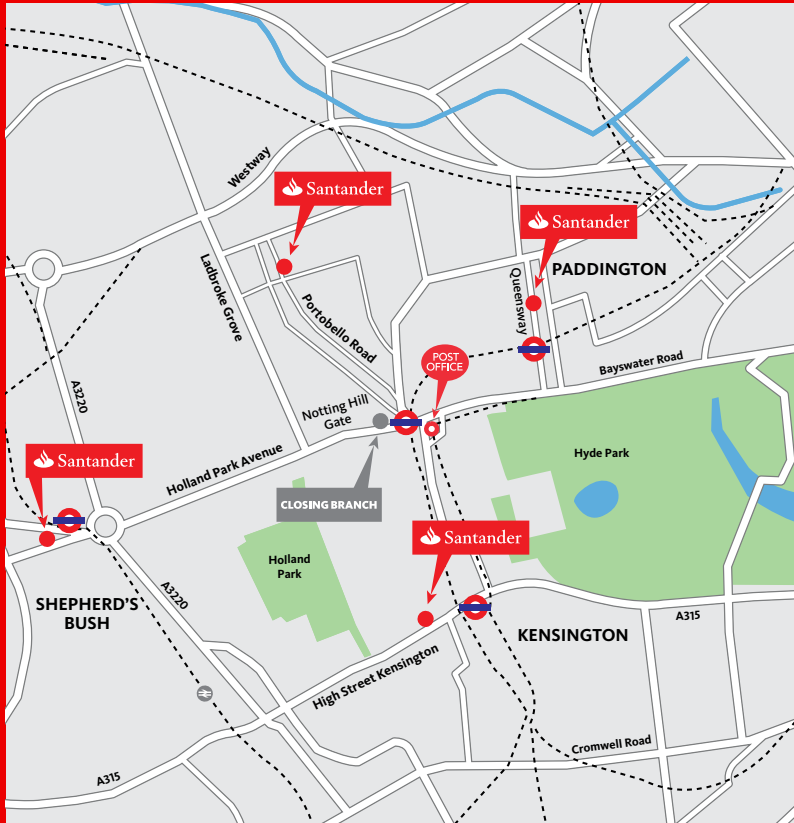 Westway
Santander
Santander
PADDINGTON
Ladbroke Grove
Queensway
Portobello Road
POST
OFFICE
Bayswater Road
A3220
Notting Hill
Gate
Santander
Holland Park Avenue
Hyde Park
CLOSING BRANCH
Santander
Holland
Park
A3220
SHEPHERD'S
BUSH
A315
KENSINGTON
High Street Kensington
Cromwell Road
A315